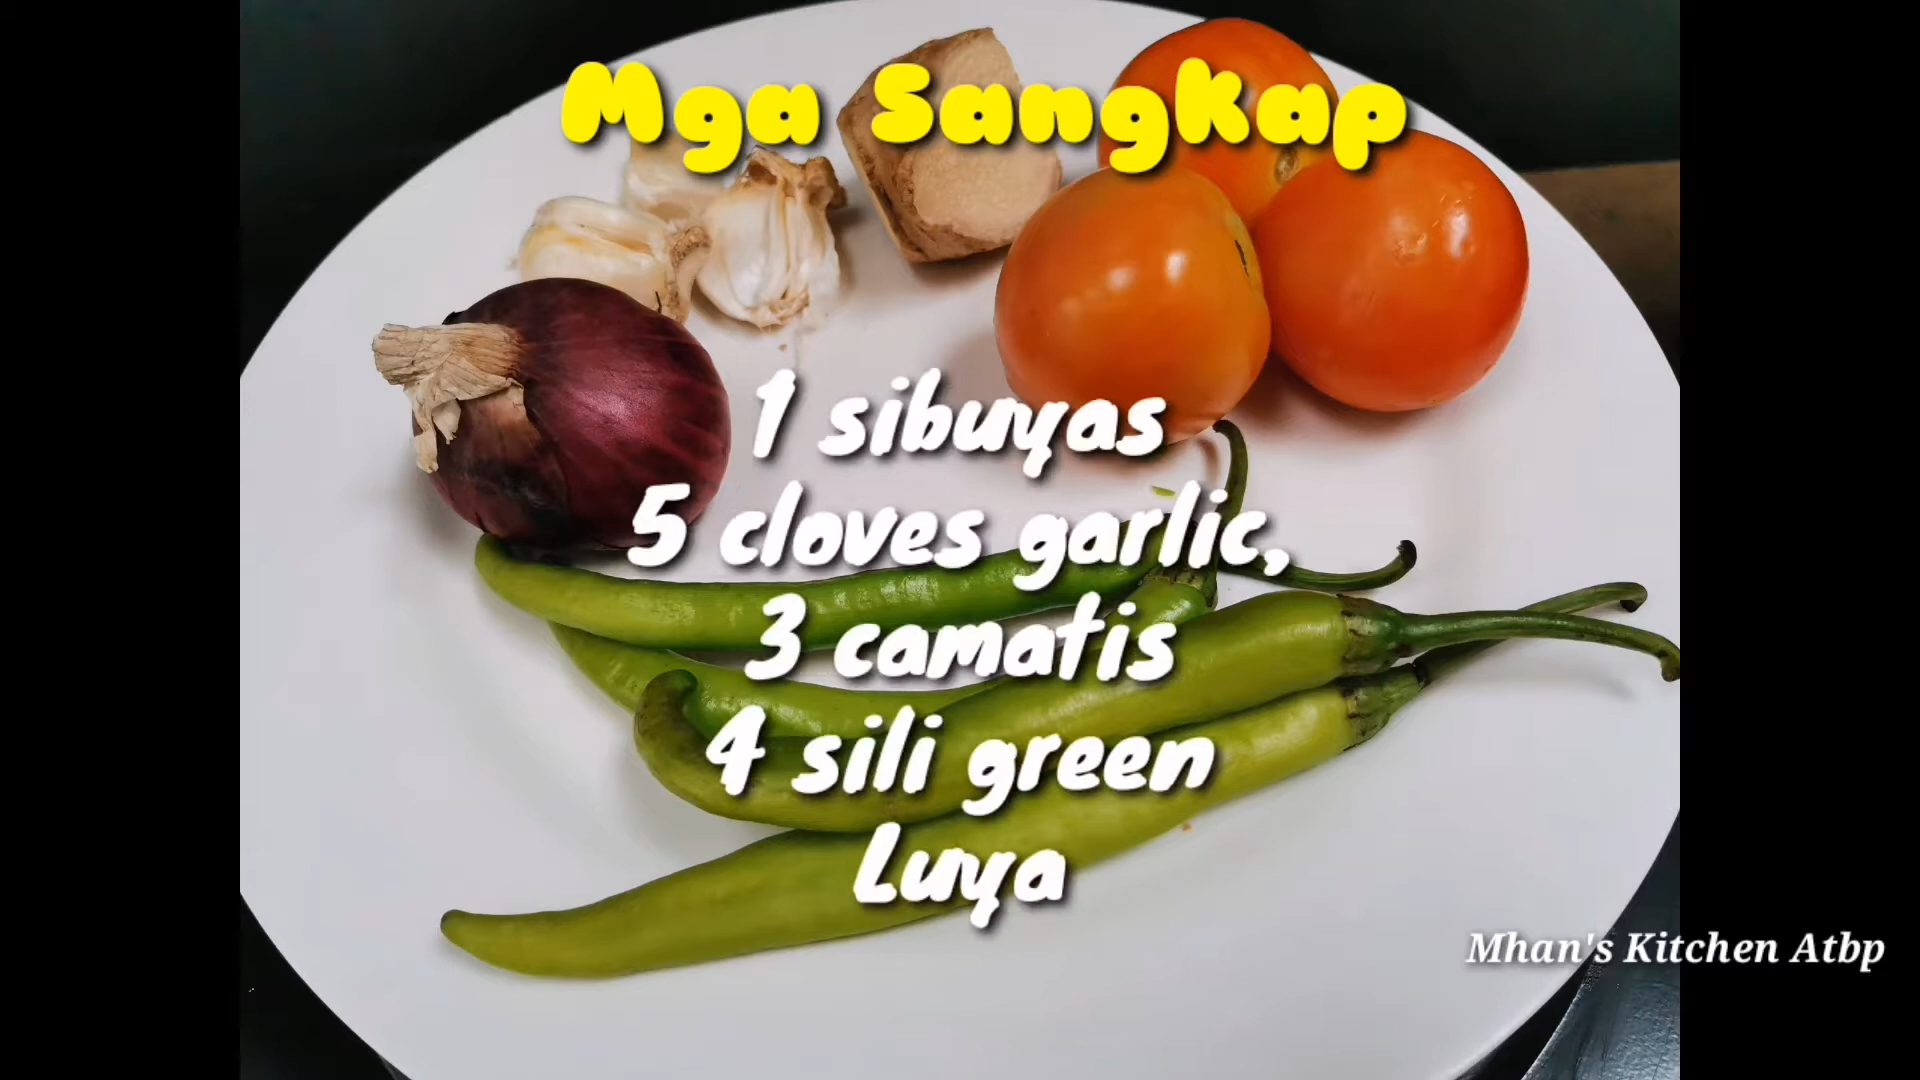 Mga Sangkap
1 sibuyas
5 cloves garlic,
3 camatis
4 sili green
Luya
Mhan's Kitchen Atbp